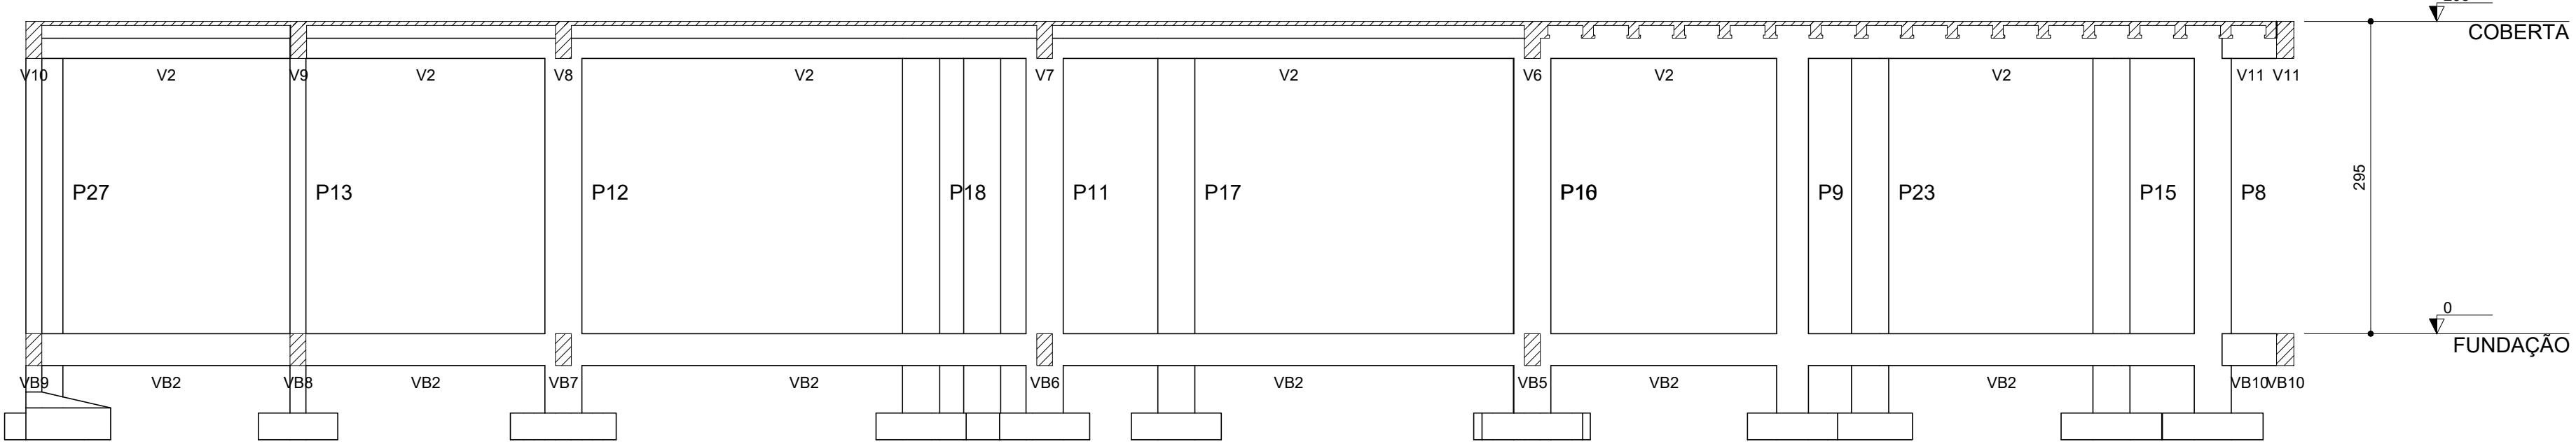 COBERTA
V10 V2 V9 V2 V8 V2 V7 V2 V6 V2 V2 V11 V11
P27 P13 P12 P18 P11 P17 P9 P23 P15 P8
295
0
FUNDAÇÃO
VB9 VB2 VB8 VB2 VB7 VB2 VB6 VB2 VB5 VB2 VB2 VB10 VB10